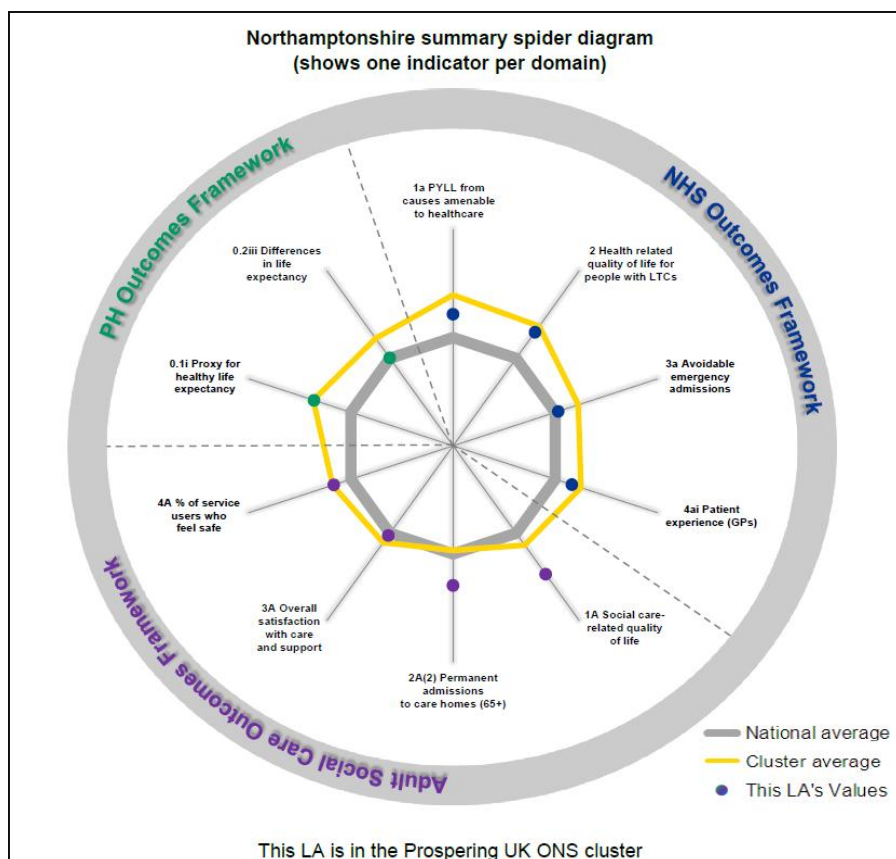 Northamptonshire summary spider diagram
(shows one indicator per domain)
PH Outcomes Framework
NHS Outcomes Framework
Adult Social Care Outcomes Framework
1a PYLL from
causes amenable
to healthcare
2 Health related
quality of life for
people with LTCs
3a Avoidable
emergency
admissions
4ai Patient
experience (GPs)
1A Social care-
related quality
of life
2A(2) Permanent
admissions
to care homes (65+)
3A Overall
satisfaction
with care
and support
4A % of service
users who
feel safe
0.1i Proxy for
healthy life
expectancy
0.2iii Differences
in life
expectancy
National average
Cluster average
This LA's Values
This LA is in the Prospering UK ONS cluster